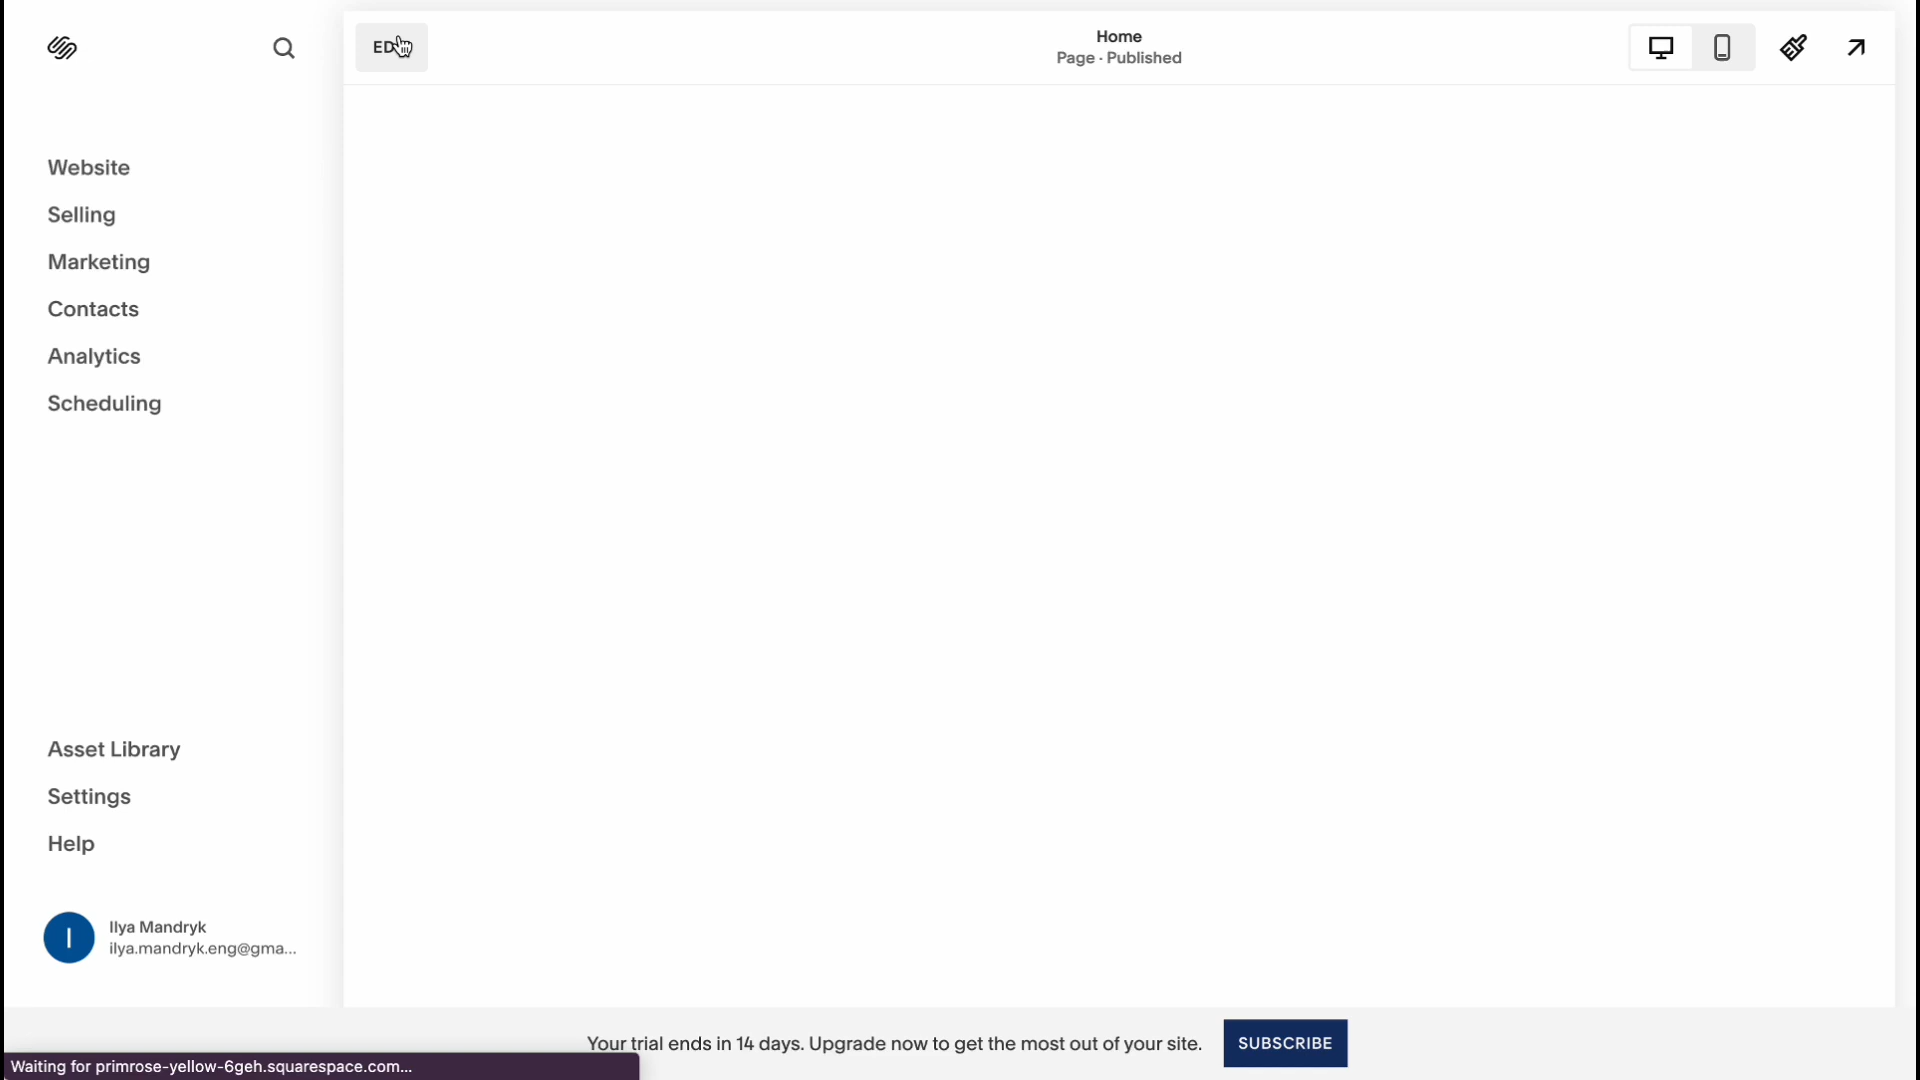 Home
Page · Published
Website
Selling
Marketing
Contacts
Analytics
Scheduling
Asset Library
Settings
Help
I
Ilya Mandryk
ilya.mandryk.eng@gma...
Your trial ends in 14 days. Upgrade now to get the most out of your site.
SUBSCRIBE
Waiting for primrose-yellow-6geh.squarespace.com...